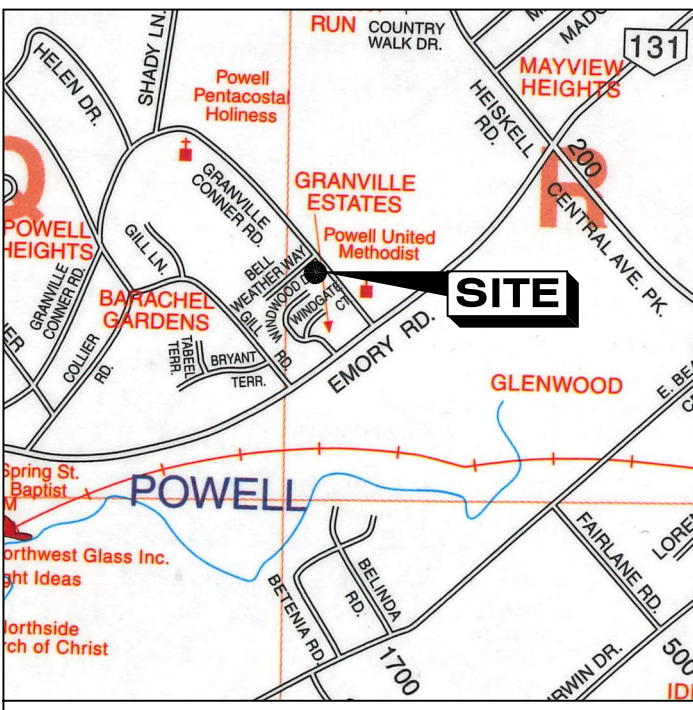 RUN
COUNTRY
WALK DR.
131
HELEN DR.
SHADY LN.
Powell
Pentacostal
Holiness
HEISKELL
RD.
MAYVIEW
HEIGHTS
200
R
Q
GRANVILLE
CONNER RD.
GRANVILLE
ESTATES
CENTRAL AVE. PK.
POWELL
HEIGHTS
GILL LN.
BELL
WEATHER WAY
Powell United
Methodist
GRANVILLE
CONNER RD.
BARACHEL
GARDENS
WINDWOOD
WINDGATE
CT.
SITE
GILL
RD.
COLLIER
RD.
TABEEL
TERR.
BRYANT
TERR.
EMORY RD.
GLENWOOD
E. BEA
Spring St.
Baptist
M
POWELL
orthwest Glass Inc.
ght Ideas
FAIRLANE RD.
LOREN
BETENIA RD.
BELINDA
RD.
lorthside
rch of Christ
1700
IRWIN DR.
500
IDI